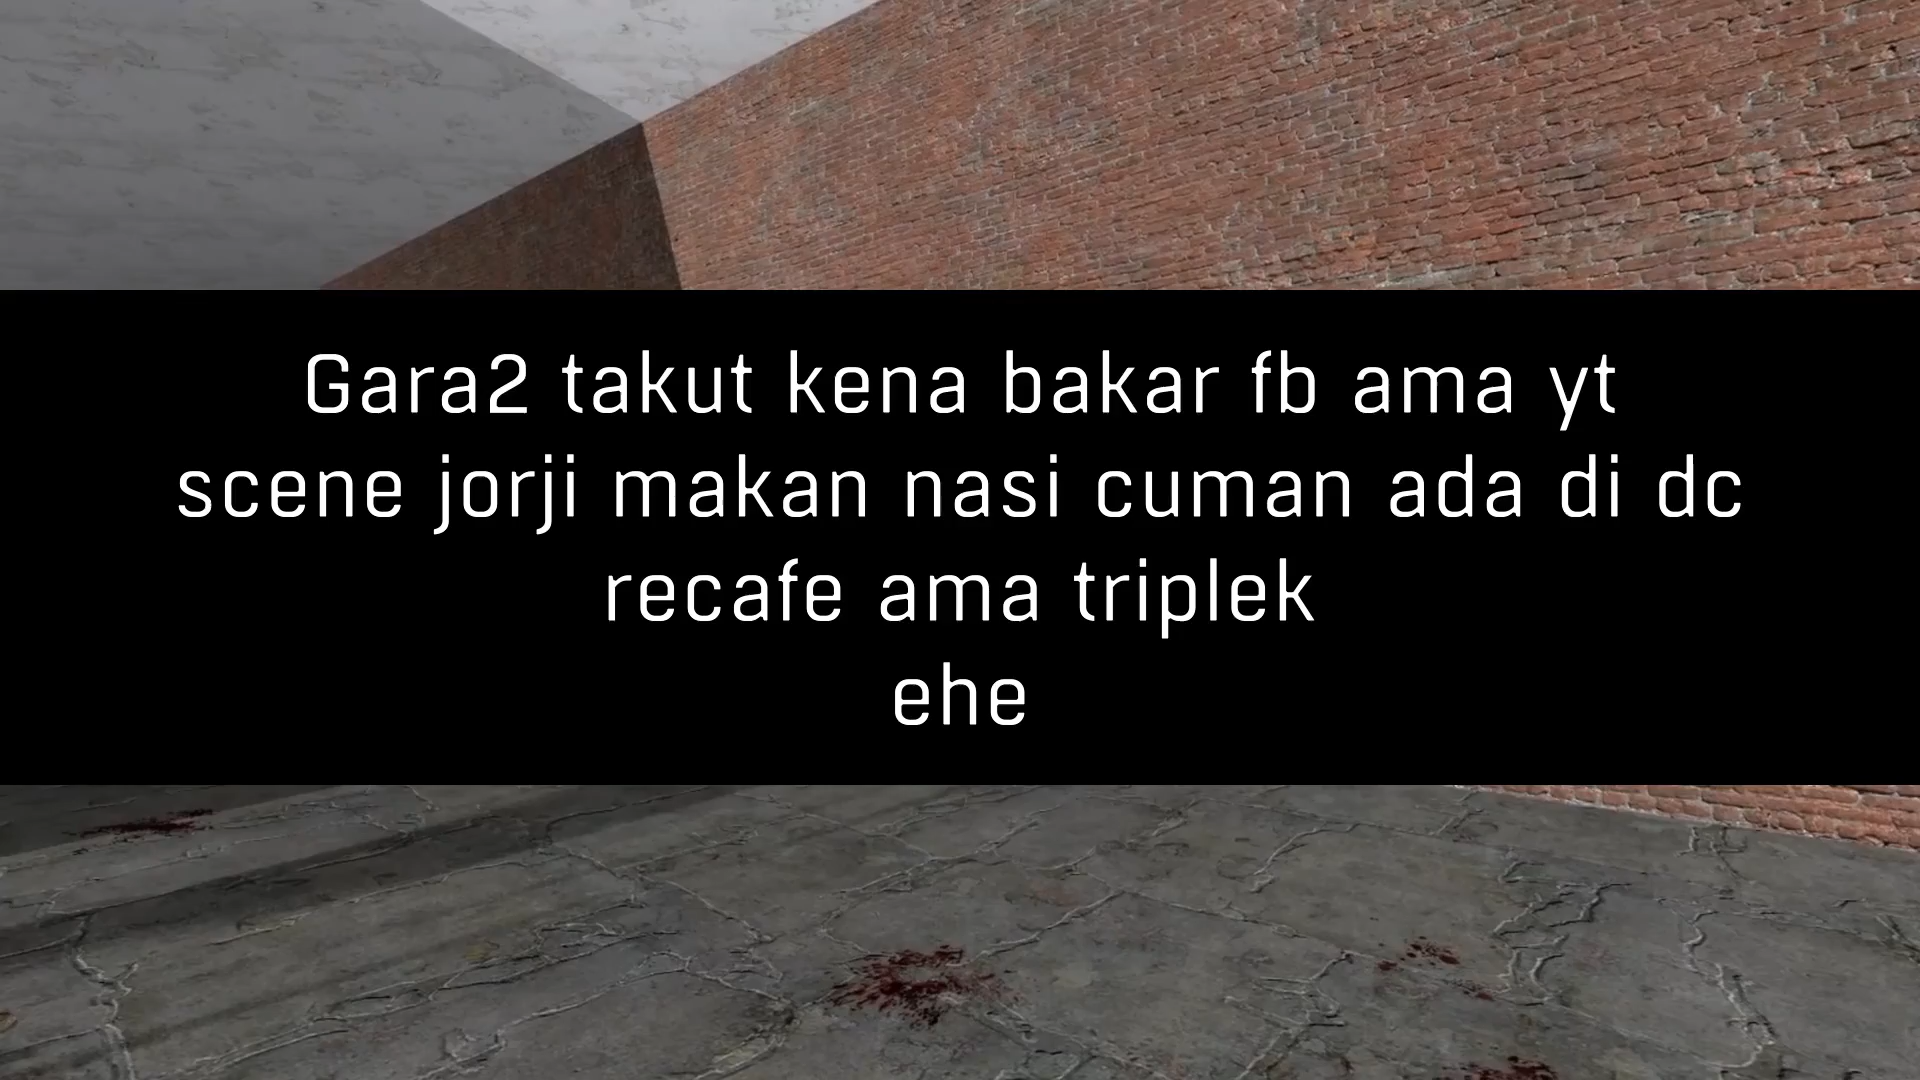 Gara2 takut kena bakar fb ama yt
scene jorji makan nasi cuman ada di dc
recafe ama triplek
ehe